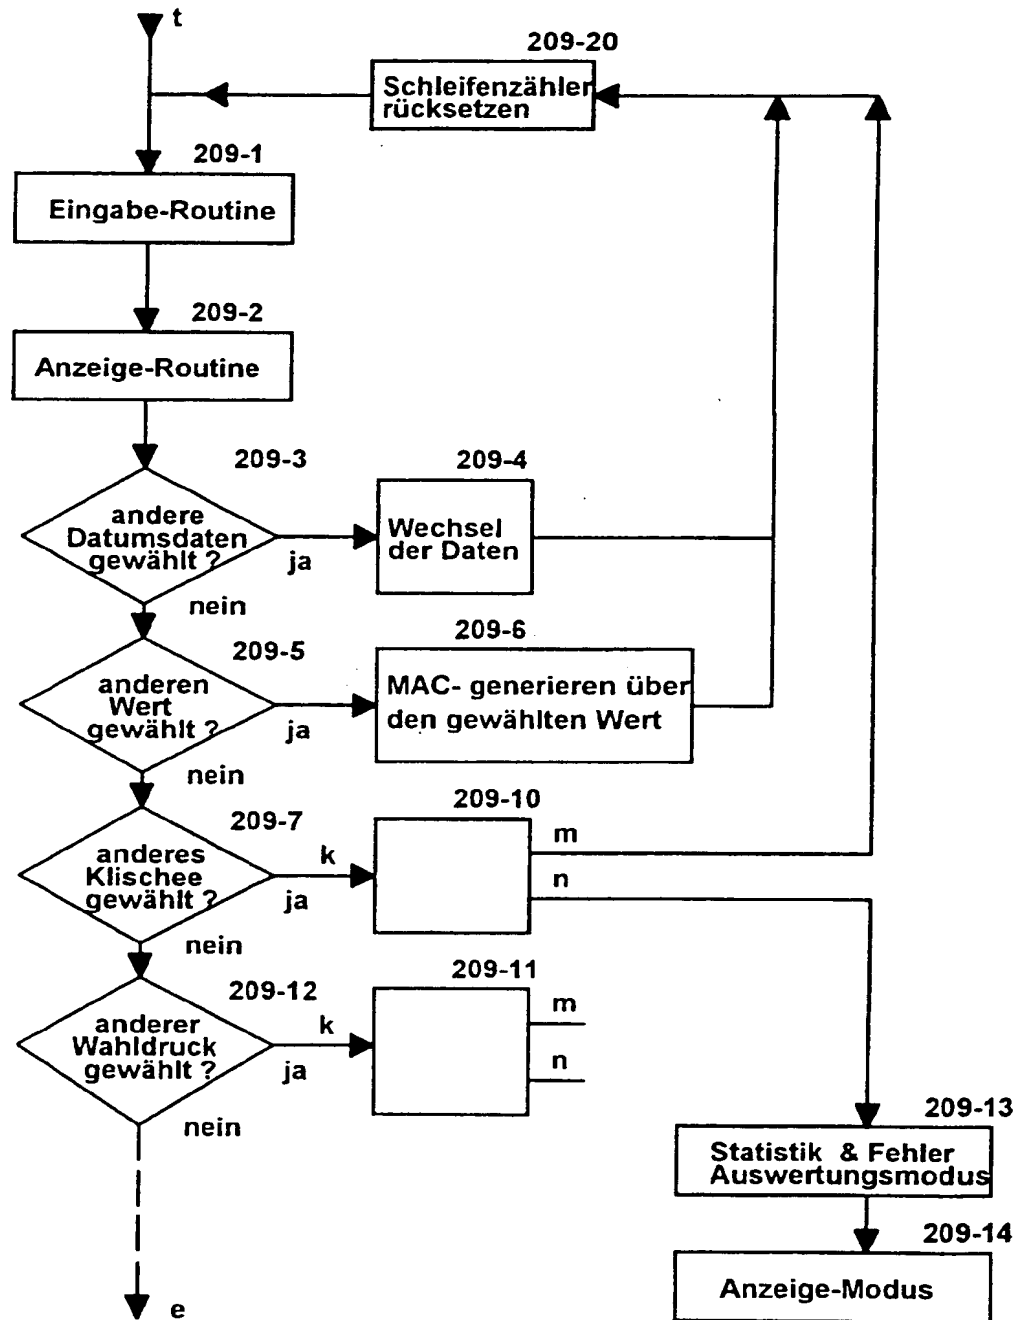 t
209-20
Schleifenzähler
rücksetzen
209-1
Eingabe-Routine
209-2
Anzeige-Routine
209-3
andere
Datumsdaten
gewählt ?
ja
nein
209-4
Wechsel
der Daten
209-5
anderen
Wert
gewählt ?
ja
nein
209-6
MAC- generieren über
den gewählten Wert
209-7
anderes
Klischee
gewählt ?
k
ja
nein
209-10
m
n
209-12
anderer
Wahldruck
gewählt ?
k
ja
nein
209-11
m
n
209-13
Statistik & Fehler
Auswertungsmodus
209-14
Anzeige-Modus
e